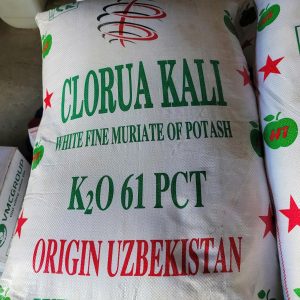 CLORUA KALI
WHITE FINE MURIATE OF POTASH
K₂O 61 PCT
ORIGIN UZBEKISTAN
VMCGROUP